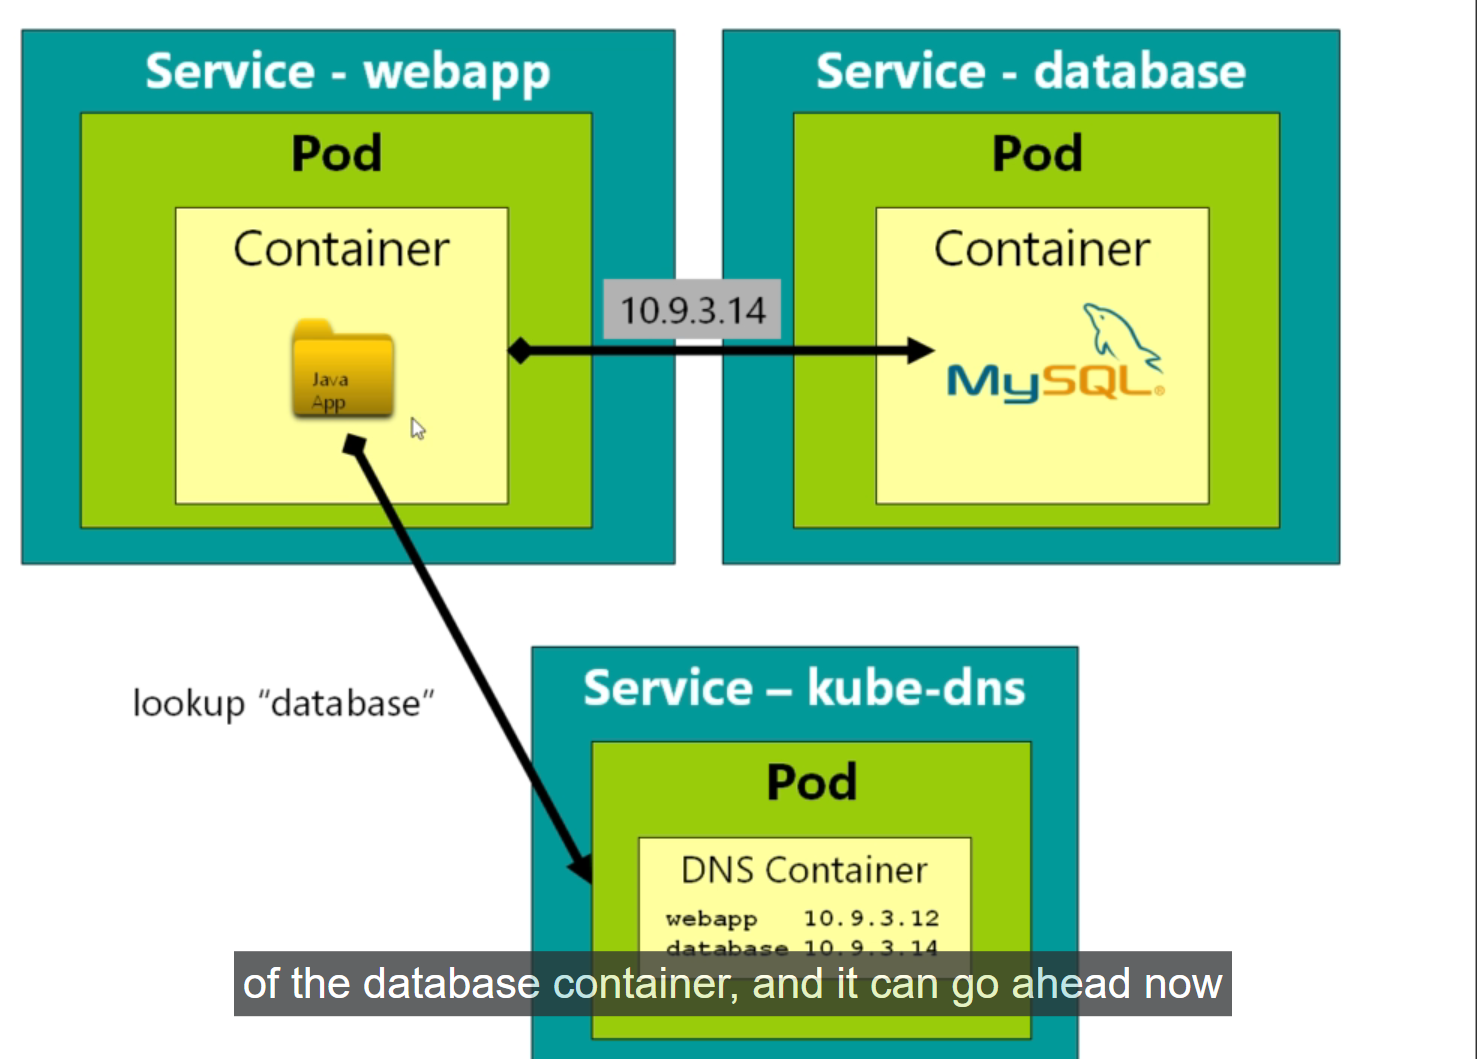 Service - webapp
Pod
Container
Java
App
Service - database
Pod
Container
10.9.3.14
MySQL®
lookup “database”
Service – kube-dns
Pod
DNS Container
webapp 10.9.3.12
database 10.9.3.14
of the database container, and it can go ahead now